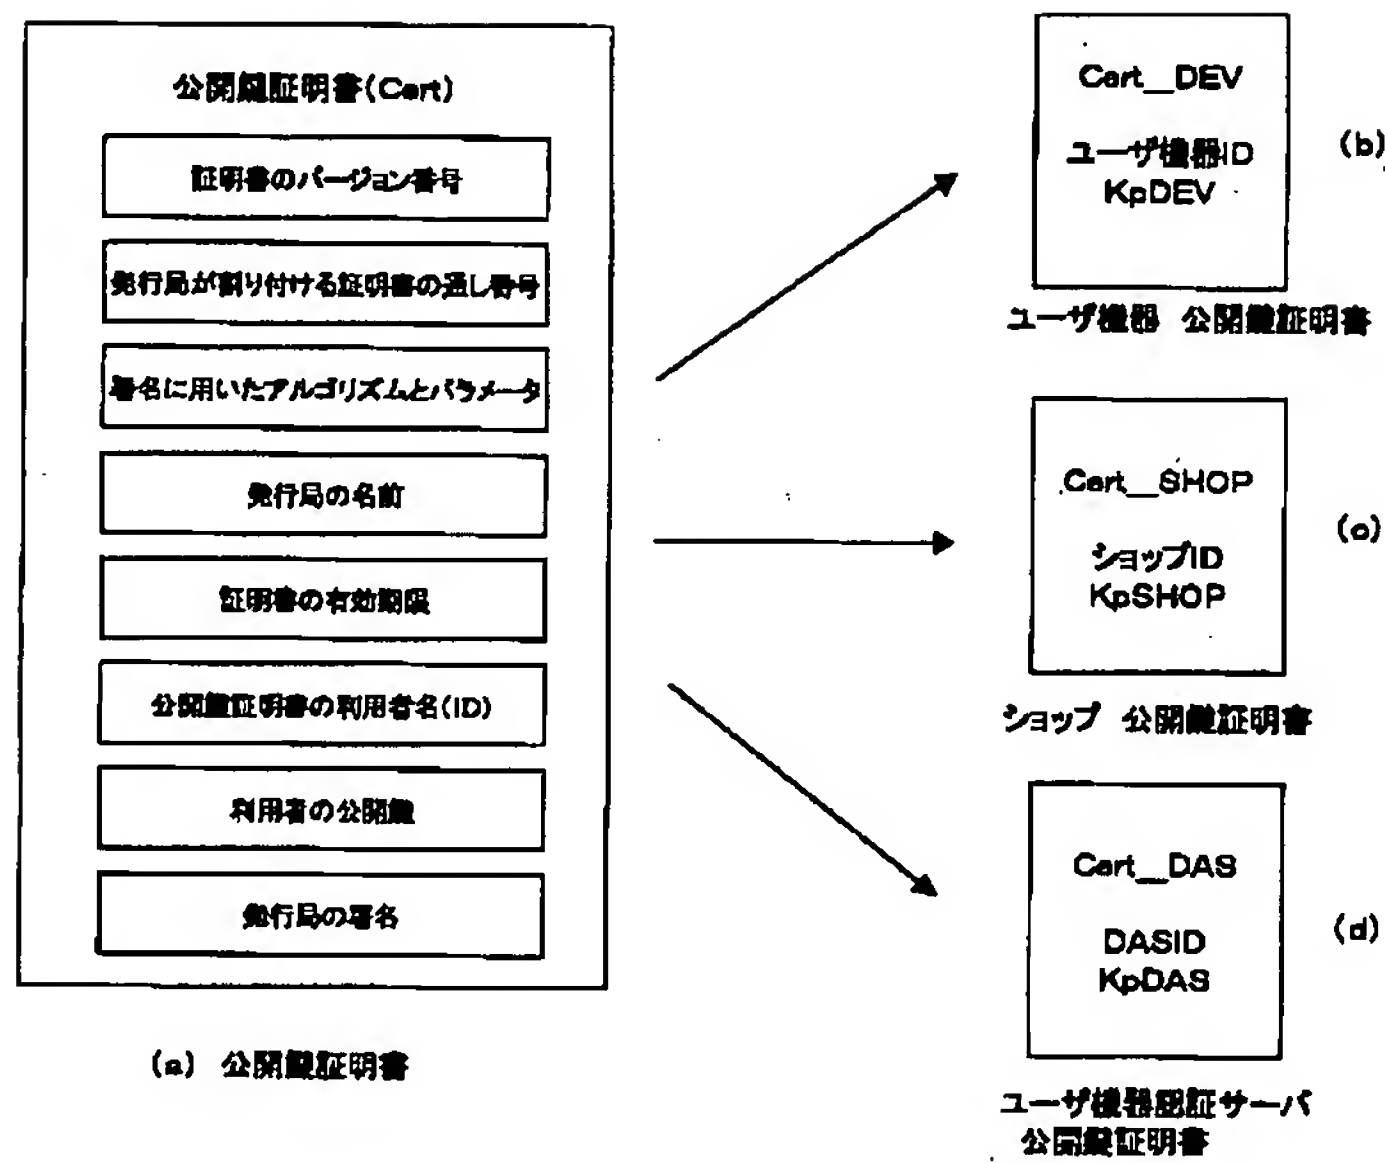 公開鍵証明書(Cert)
証明書のバージョン番号
発行局が割り付ける証明書の通し番号
署名に用いたアルゴリズムとパラメータ
発行局の名前
証明書の有効期限
公開鍵証明書の利用者名(ID)
利用者の公開鍵
発行局の署名
(a) 公開鍵証明書
Cert__DEV
ユーザ機器ID
KpDEV
(b)
ユーザ機器 公開鍵証明書
Cert__SHOP
ショップID
KpSHOP
(c)
ショップ 公開鍵証明書
Cert__DAS
DASID
KpDAS
(d)
ユーザ機器認証サーバ
公開鍵証明書